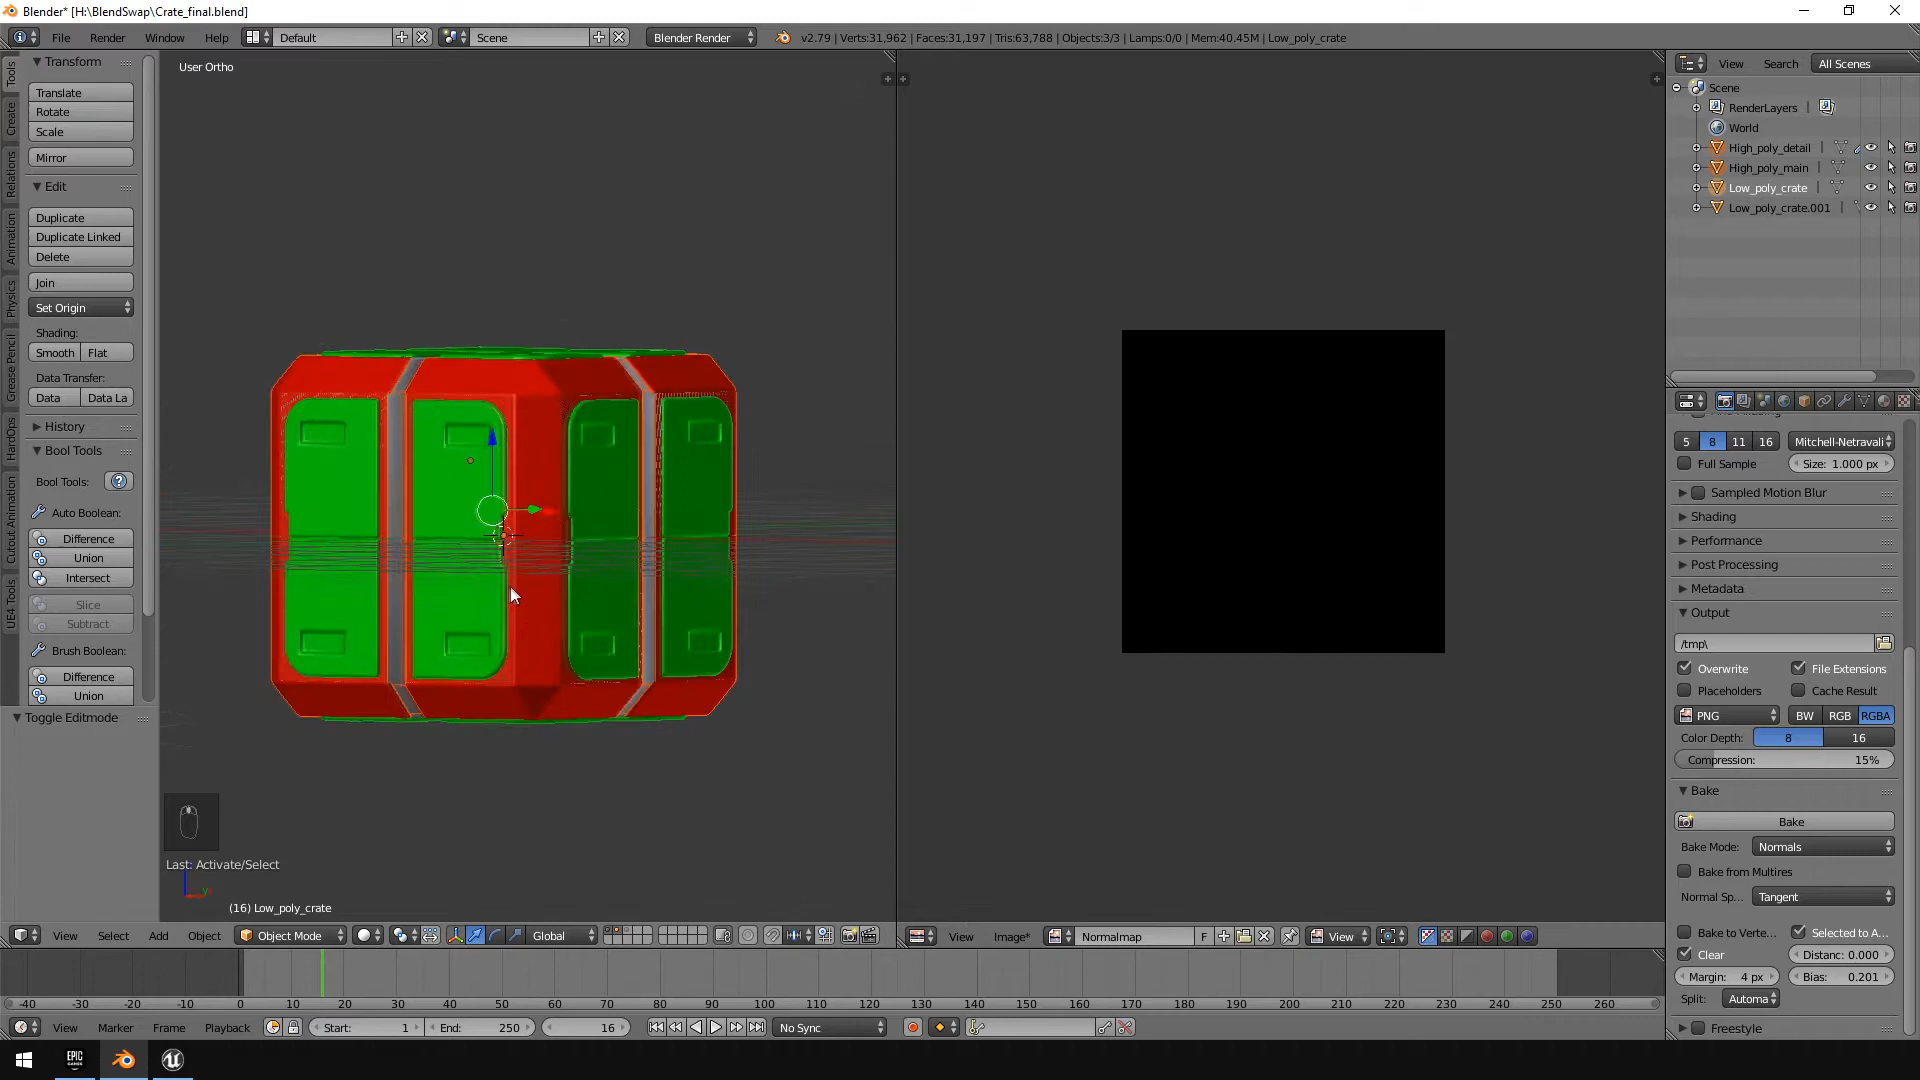 Blender* [H:\BlendSwap\Crate_final.blend]
File Render Window Help Default Scene Blender Render v2.79 | Verts:31,962 | Faces:31,197 | Tris:63,788 | Objects:3/3 | Lamps:0/0 | Mem:40.45M | Low_poly_crate
Tools
Create
Relations
Animation
Physics
Grease Pencil
HardOps
Cutout Animation
UE4 Tools
Transform
Translate
Rotate
Scale
Mirror
Edit
Duplicate
Duplicate Linked
Delete
Join
Set Origin
Shading:
Smooth Flat
Data Transfer:
Data Data La
History
Bool Tools
Bool Tools:
Auto Boolean:
Difference
Union
Intersect
Slice
Subtract
Brush Boolean:
Difference
Union
Toggle Editmode
User Ortho
Last: Activate/Select
(16) Low_poly_crate
View Select Add Object Object Mode Global
View Image* Normalmap F View
View Search All Scenes
Scene
RenderLayers |
World
High_poly_detail |
High_poly_main |
Low_poly_crate |
Low_poly_crate.001 |
5 8 11 16 Mitchell-Netravali
Full Sample Size: 1.000 px
Sampled Motion Blur
Shading
Performance
Post Processing
Metadata
Output
/tmp\
Overwrite File Extensions
Placeholders Cache Result
PNG BW RGB RGBA
Color Depth: 8 16
Compression: 15%
Bake
Bake
Bake Mode: Normals
Bake from Multires
Normal Sp... Tangent
Bake to Verte... Selected to A...
Clear Distanc: 0.000
Margin: 4 px Bias: 0.201
Split: Automa
Freestyle
-40 -30 -20 -10 0 10 20 30 40 50 60 70 80 90 100 110 120 130 140 150 160 170 180 190 200 210 220 230 240 250 260
View Marker Frame Playback Start: 1 End: 250 16 No Sync
EPIC GAMES